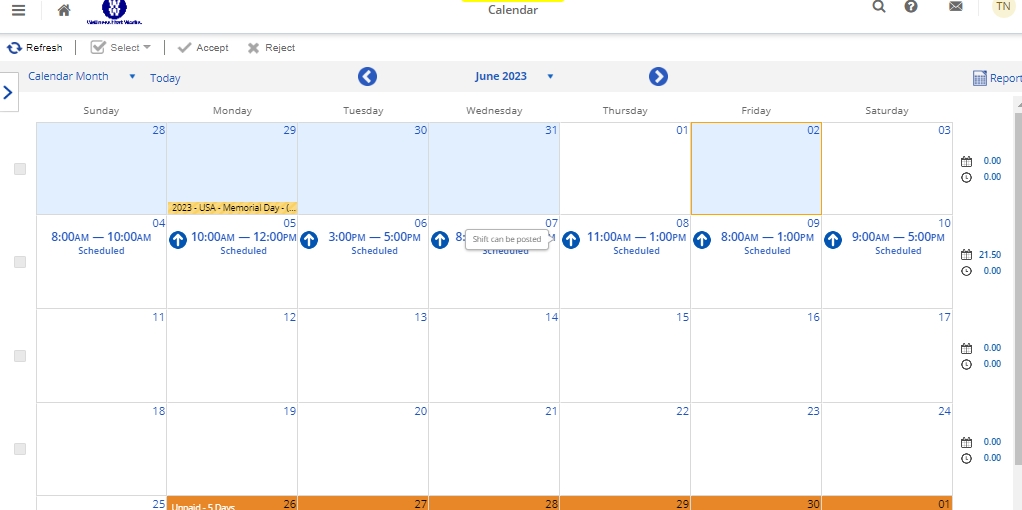 Calendar
TN
WW
Wellness that Works.
Refresh Select Accept Reject
Calendar Month Today June 2023 Report
Sunday Monday Tuesday Wednesday Thursday Friday Saturday
28 29 30 31 01 02 03
0.00
0.00
2023 - USA - Memorial Day - (...
04 05 06 07 08 09 10
8:00AM — 10:00AM 10:00AM — 12:00PM 3:00PM — 5:00PM 8: Shift can be posted 11:00AM — 1:00PM 8:00AM — 1:00PM 9:00AM — 5:00PM
Scheduled Scheduled Scheduled Scheduled Scheduled Scheduled Scheduled
21.50
0.00
11 12 13 14 15 16 17
0.00
0.00
18 19 20 21 22 23 24
0.00
0.00
25 26 27 28 29 30 01
Unpaid - 5 Days